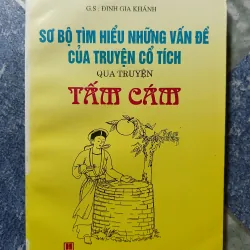 G.S: ĐINH GIA KHÁNH
SƠ BỘ TÌM HIỂU NHỮNG VẤN ĐỀ
CỦA TRUYỆN CỔ TÍCH
QUA TRUYỆN
TẤM CÁM